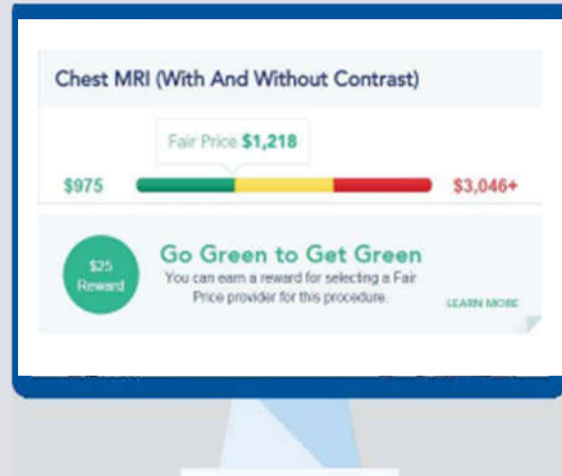 Chest MRI (With And Without Contrast)
Fair Price $1,218
$975
$3,046+
$25
Reward
Go Green to Get Green
You can earn a reward for selecting a Fair
Price provider for this procedure.
LEARN MORE